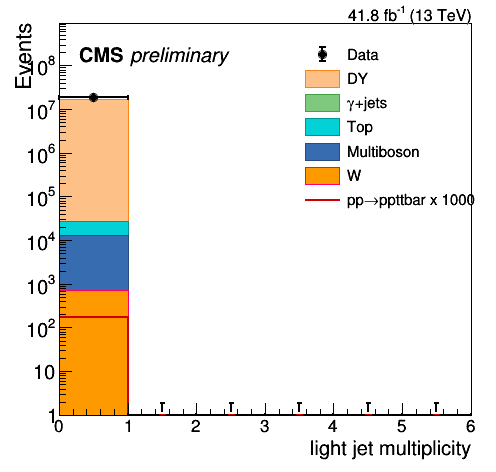 41.8 fb⁻¹ (13 TeV)
Events
CMS preliminary
Data
DY
γ+jets
Top
Multiboson
W
pp→ppttbar x 1000
10⁸
10⁷
10⁶
10⁵
10⁴
10³
10²
10
1
0 1 2 3 4 5 6
light jet multiplicity